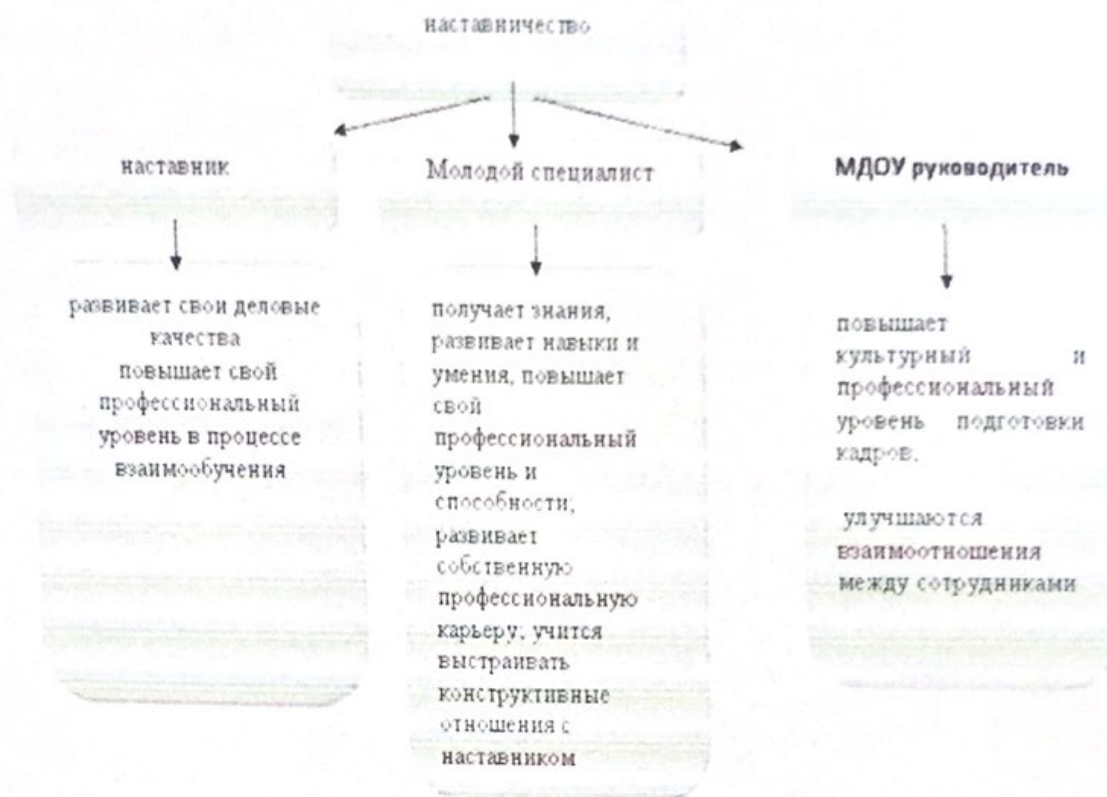 наставничество
наставник
Молодой специалист
МДОУ руководитель
развивает свои деловые
качества
повышает свой
профессиональный
уровень в процессе
взаимообучения
получает знания,
развивает навыки и
умения, повышает
свой
профессиональный
уровень и
способности;
развивает
собственную
профессиональную
карьеру; учится
выстраивать
конструктивные
отношения с
наставником
повышает
культурный и
профессиональный
уровень подготовки
кадров;
улучшаются
взаимоотношения
между сотрудниками